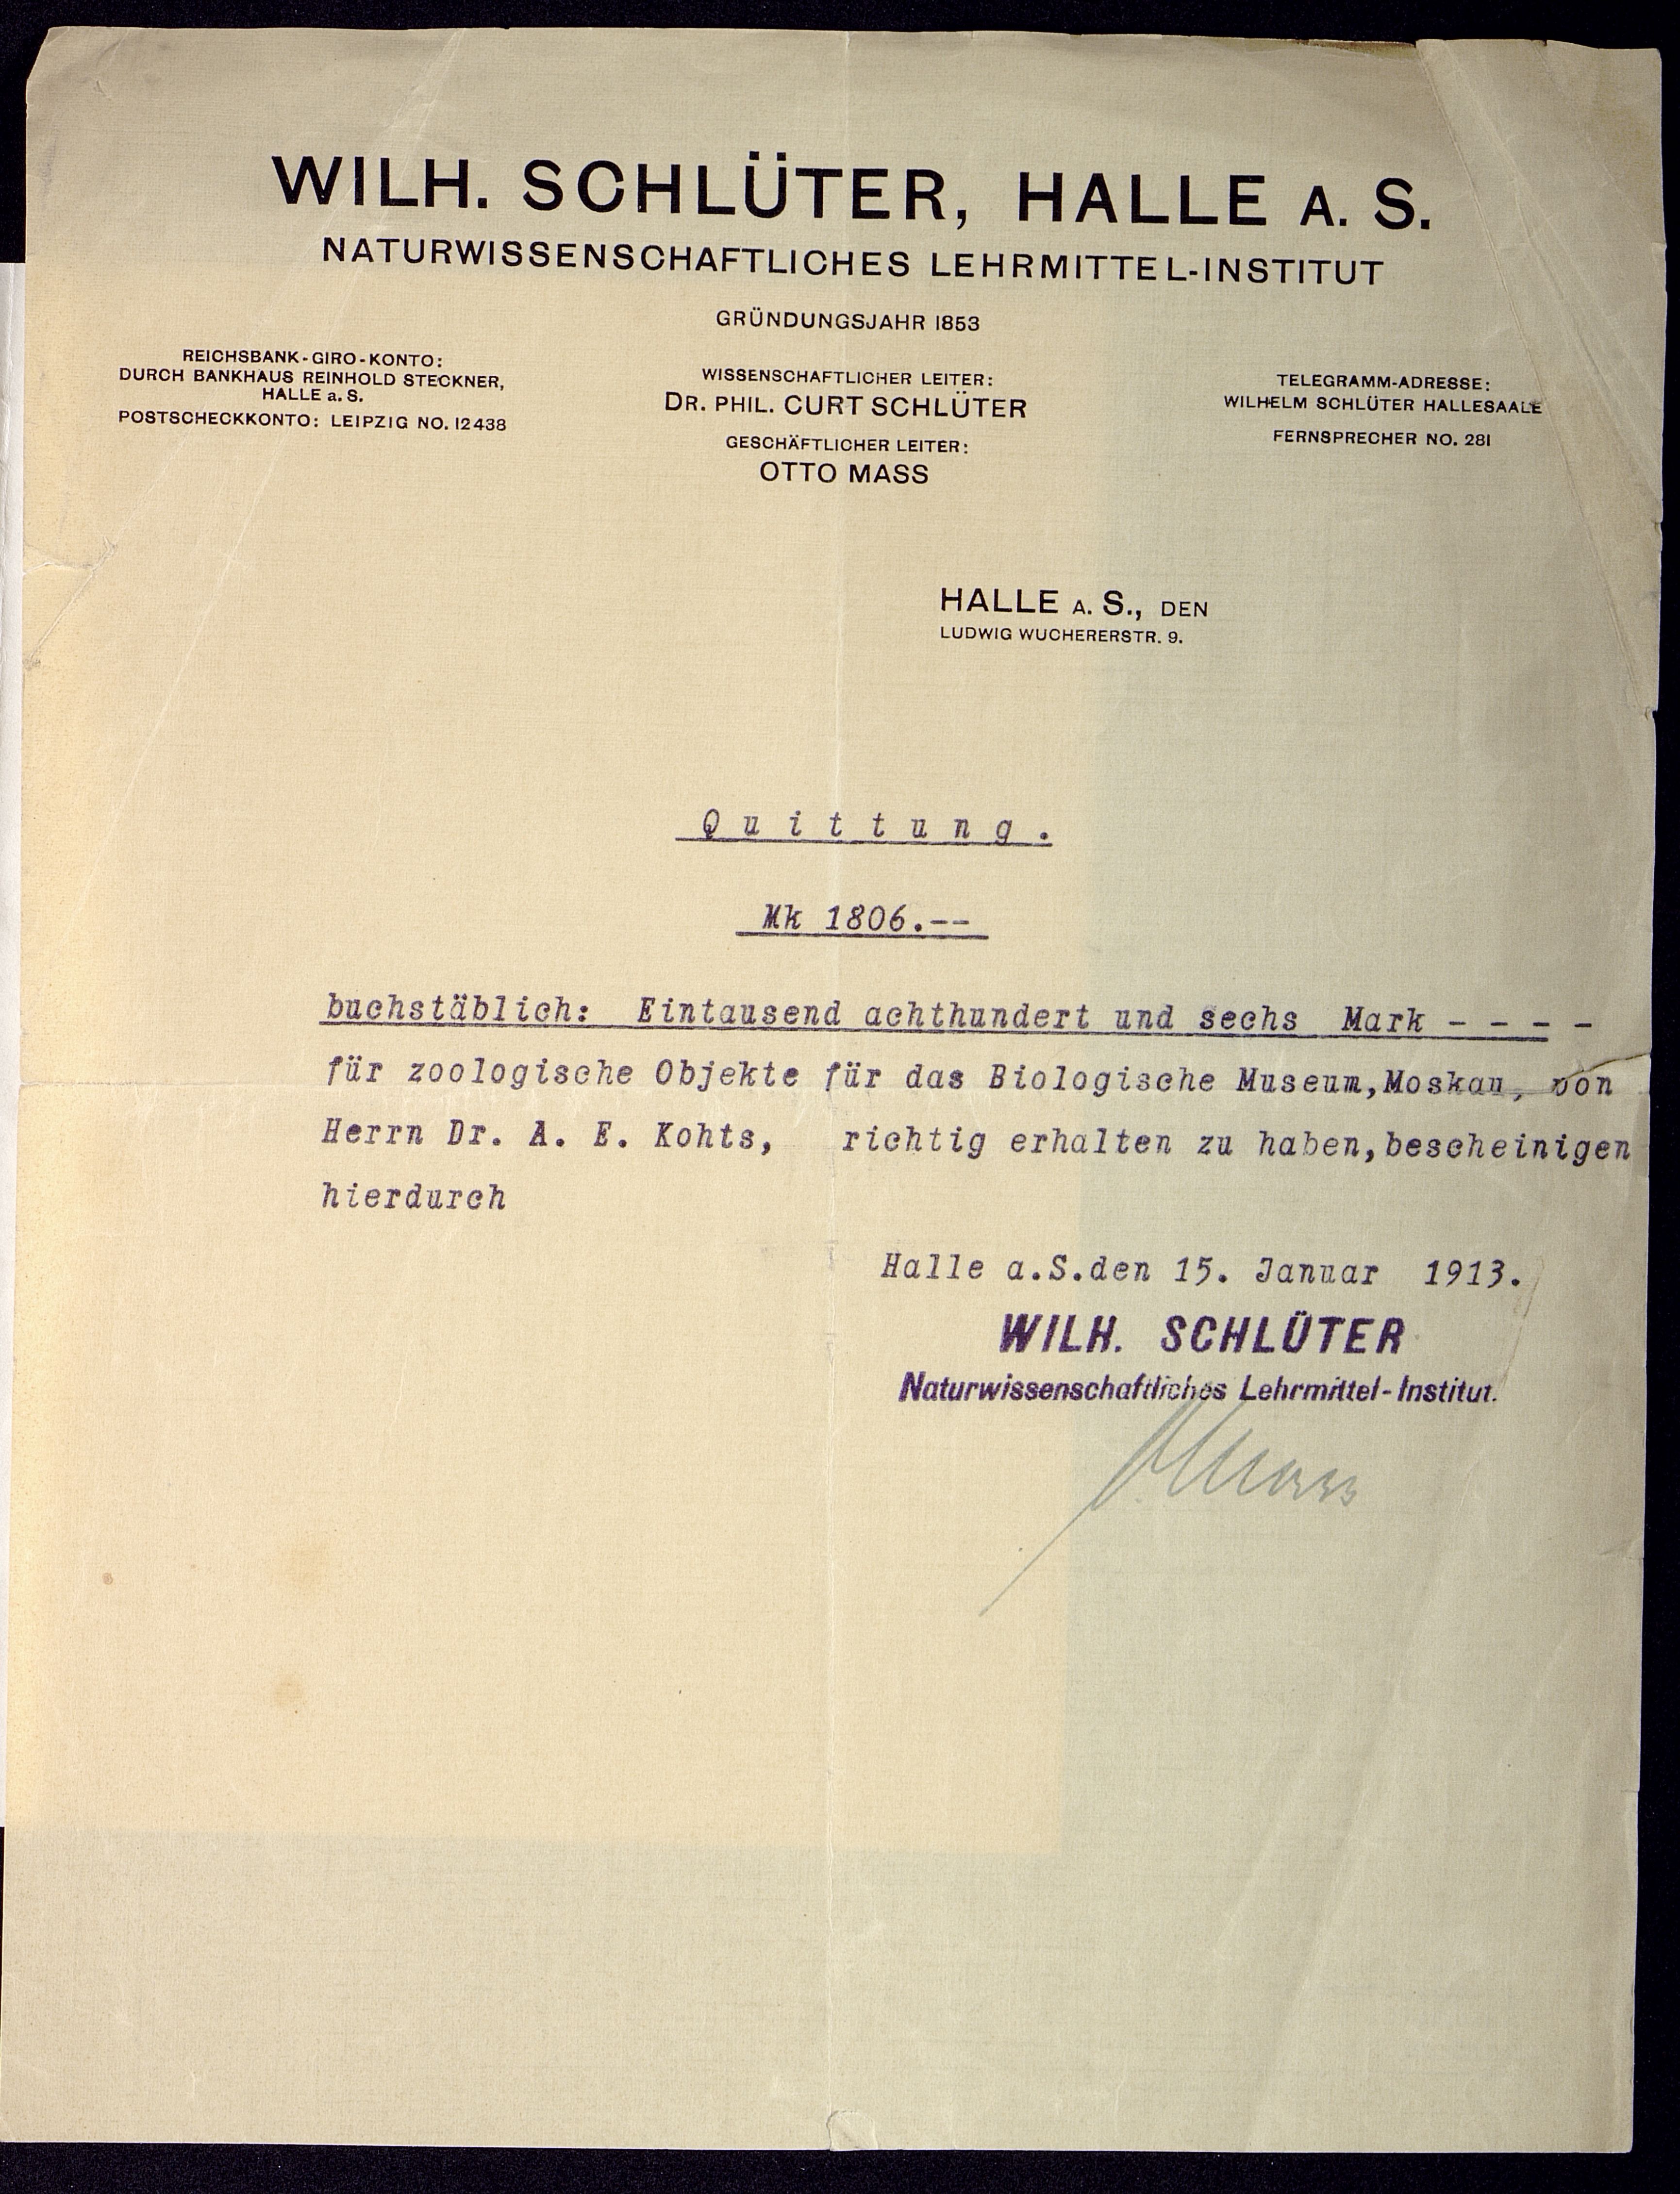 WILH. SCHLÜTER, HALLE A. S.
NATURWISSENSCHAFTLICHES LEHRMITTEL-INSTITUT
GRÜNDUNGSJAHR 1853
REICHSBANK-GIRO-KONTO:
DURCH BANKHAUS REINHOLD STECKNER,
HALLE a. S.
POSTSCHECKKONTO: LEIPZIG NO. 12438
WISSENSCHAFTLICHER LEITER:
DR. PHIL. CURT SCHLÜTER
GESCHÄFTLICHER LEITER:
OTTO MASS
TELEGRAMM-ADRESSE:
WILHELM SCHLÜTER HALLESAALE
FERNSPRECHER NO. 281
HALLE A. S., DEN
LUDWIG WUCHERERSTR. 9.
Quittung.
Mk 1806.--
buchstäblich: Eintausend achthundert und sechs Mark - - - -
für zoologische Objekte für das Biologische Museum,Moskau, von
Herrn Dr. A. E. Kohts, richtig erhalten zu haben,bescheinigen
hierdurch
Halle a.S.den 15. Januar 1913.
WILH. SCHLÜTER
Naturwissenschaftliches Lehrmittel-Institut.
OMass